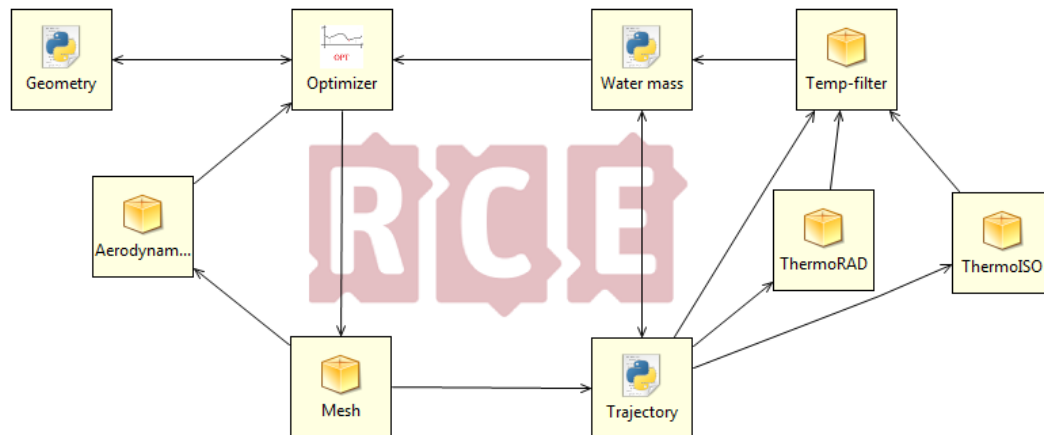 Geometry
OPT
Optimizer
Water mass
Temp-filter
RCE
Aerodynam...
ThermoRAD
ThermoISO
Mesh
Trajectory